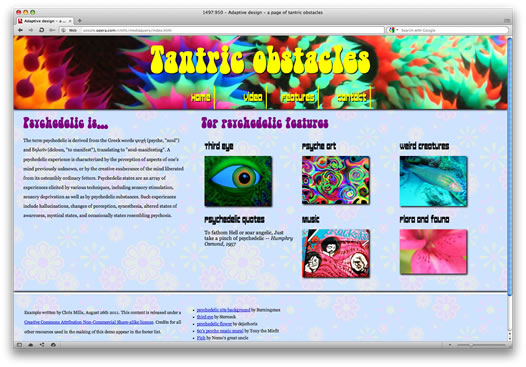 1497:950 – Adaptive design – a page of tantric obstacles
Adaptive design – a ...
Search with Google
Tantric obstacles
Home
Video
Features
Contact
Psychedelic is...
The term psychedelic is derived from the Greek words ψυχή (psyche, "soul")
and δηλοῦν (deloun, "to manifest"), translating to "soul-manifesting". A
psychedelic experience is characterized by the perception of aspects of one's
mind previously unknown, or by the creative exuberance of the mind liberated
from its ostensibly ordinary fetters. Psychedelic states are an array of
experiences elicited by various techniques, including sensory stimulation,
sensory deprivation as well as by psychedelic substances. Such experiences
include hallucinations, changes of perception, synesthesia, altered states of
awareness, mystical states, and occasionally states resembling psychosis.
Top psychedelic features
Third eye
Psyche art
Weird creatures
Psychedelic quotes
To fathom Hell or soar angelic, Just
take a pinch of psychedelic — Humphry
Osmond, 1957
Music
Flora and fauna
Example written by Chris Mills, August 26th 2011. This content is released under a
Creative Commons Attribution Non-Commercial Share-alike license. Credits for all
other resources used in the making of this demo appear in the footer list.
psychedelic site background by Burningmax
third eye by Sterneck
psychedelic flower by dejathoris
60's psyche music mural by Tony the Misfit
Fish by Nemo's great uncle